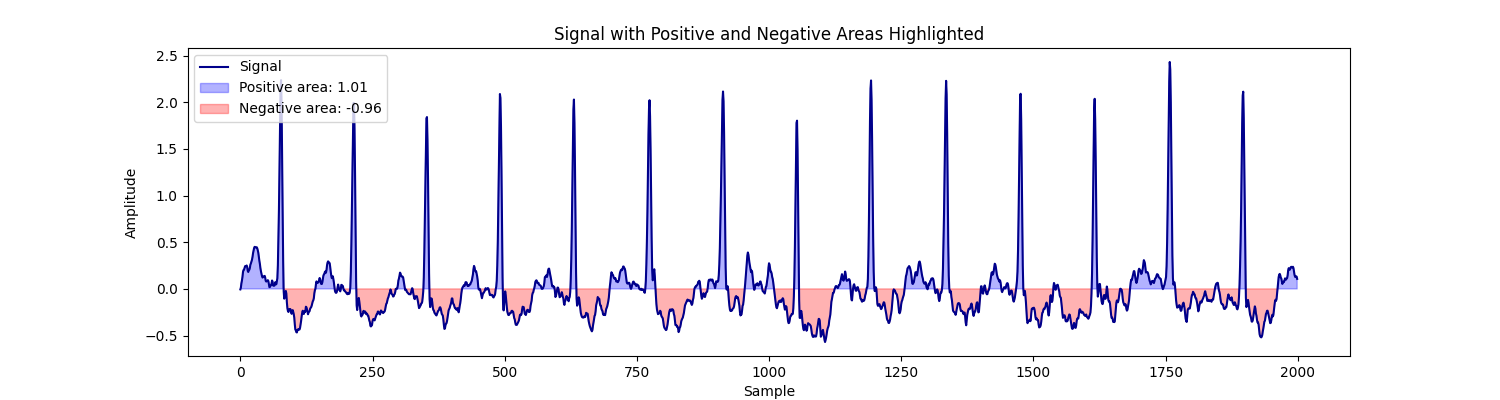 Signal with Positive and Negative Areas Highlighted
Signal
Positive area: 1.01
Negative area: -0.96
Amplitude
2.5
2.0
1.5
1.0
0.5
0.0
−0.5
0 250 500 750 1000 1250 1500 1750 2000
Sample